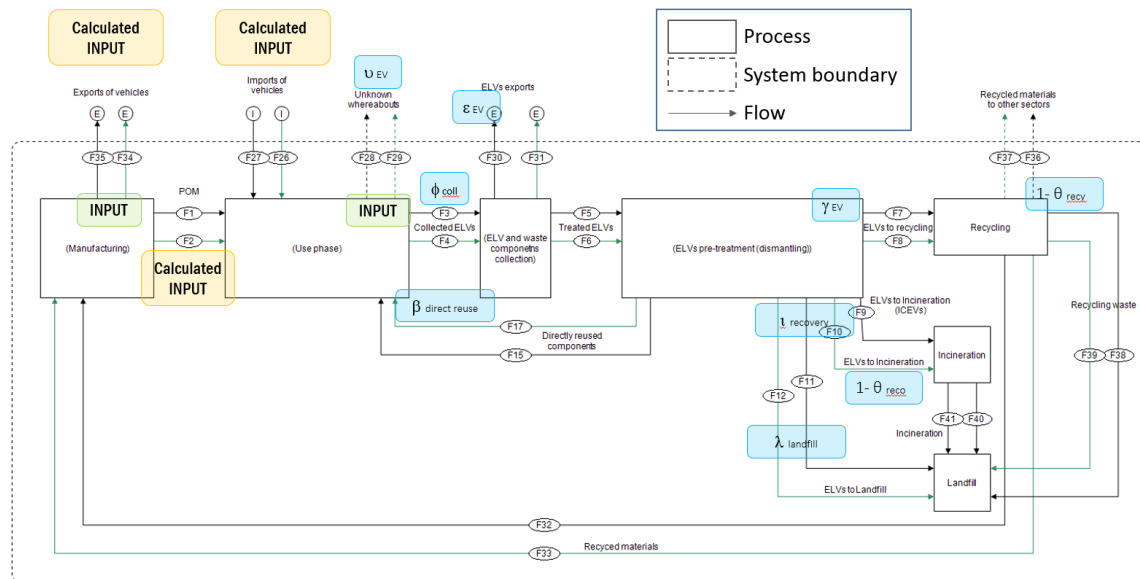 Calculated
INPUT
Calculated
INPUT
Process
System boundary
Flow
Exports of vehicles
Imports of
vehicles
υ EV
Unknown
whereabouts
ELVs exports
ε EV
Recycled materials
to other sectors
E
E
I
I
E
E
F35
F34
F27
F26
F28
F29
F30
F31
F37
F36
POM
INPUT
INPUT
ϕ coll
γ EV
1- θ recy
F1
F3
F5
F7
Collected ELVs
Treated ELVs
ELVs to recycling
F2
F4
F6
F8
(Manufacturing)
(Use phase)
(ELV and waste
componetns
collection)
(ELVs pre-treatment (dismantling))
Recycling
Calculated
INPUT
β direct reuse
F17
Directly reused
components
F15
ι recovery
F9
ELVs to Incineration
(ICEVs)
F10
Recycling waste
Incineration
F39
F38
ELVs to Incineration
F11
F12
1- θ reco
F41
F40
Incineration
λ landfill
Landfill
ELVs to Landfill
F32
F33
Recyced materials